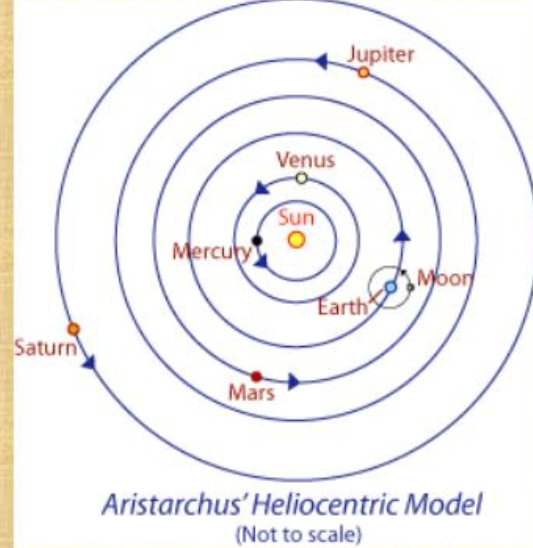 Jupiter
Venus
Sun
Mercury
Moon
Earth
Saturn
Mars
Aristarchus' Heliocentric Model
(Not to scale)